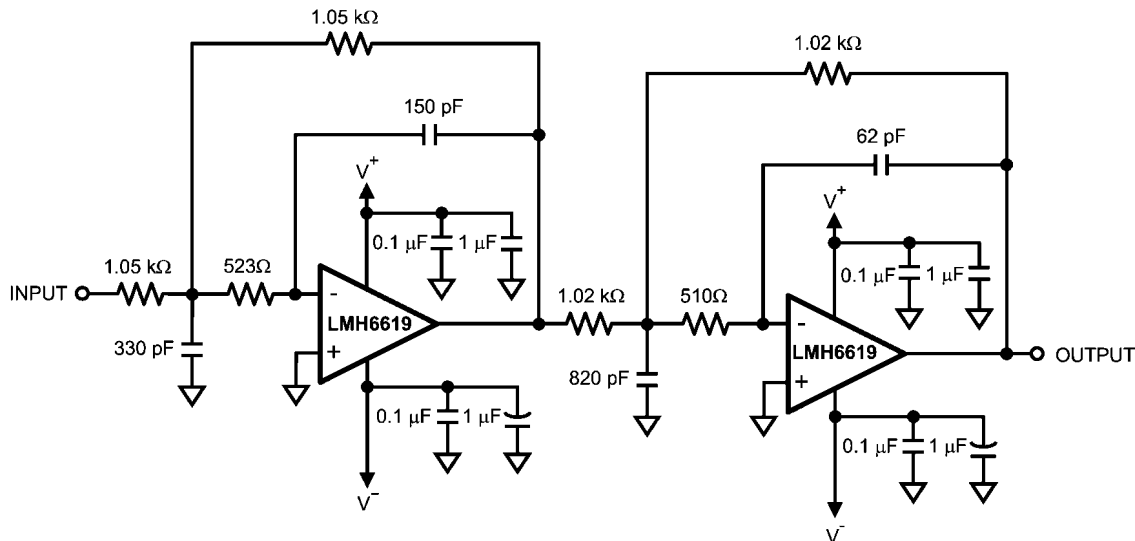 1.05 kΩ
1.02 kΩ
150 pF
62 pF
V+
V+
0.1 µF 1 µF
0.1 µF 1 µF
1.05 kΩ
523Ω
1.02 kΩ
510Ω
INPUT
-
LMH6619
+
-
LMH6619
+
OUTPUT
330 pF
820 pF
0.1 µF 1 µF
0.1 µF 1 µF
V-
V-